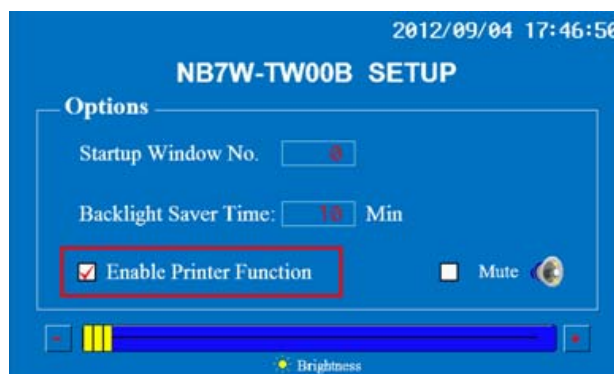 2012/09/04 17:46:50
NB7W-TW00B SETUP
Options
Startup Window No. 0
Backlight Saver Time: 10 Min
Enable Printer Function
Mute
- +
Brightness